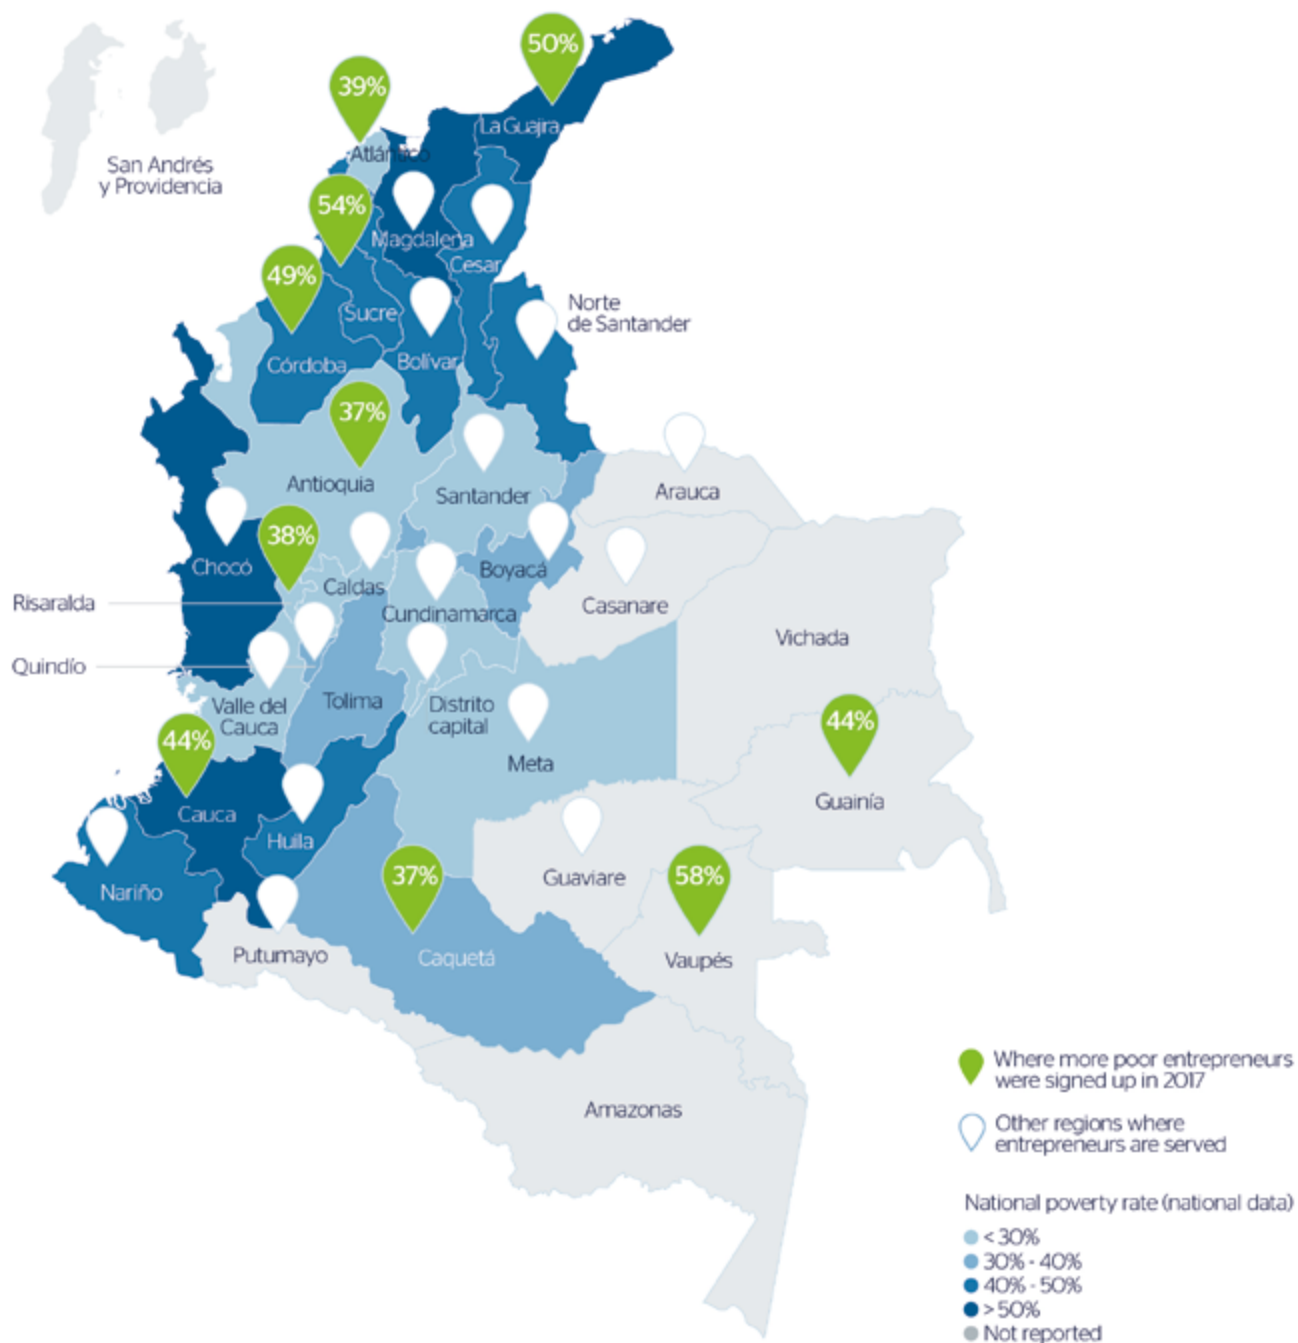 50%
39%
La Guajira
Atlántico
San Andrés
y Providencia
54%
Magdalena
Cesar
49%
Norte
de Santander
Sucre
Bolívar
Córdoba
37%
Antioquia
Santander
Arauca
38%
Chocó
Boyacá
Caldas
Risaralda
Cundinamarca
Casanare
Vichada
Quindío
Valle del
Cauca
Tolima
Distrito
capital
44%
44%
Meta
Guainía
Cauca
Huila
37%
Guaviare
58%
Nariño
Putumayo
Caquetá
Vaupés
Where more poor entrepreneurs
were signed up in 2017
Amazonas
Other regions where
entrepreneurs are served
National poverty rate (national data)
< 30%
30% - 40%
40% - 50%
> 50%
Not reported